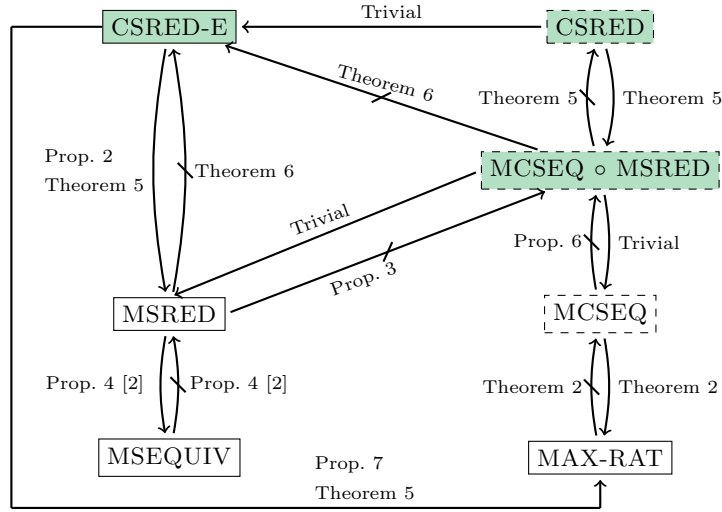 CSRED-E
Trivial
CSRED
Theorem 6
Theorem 5
Theorem 5
Prop. 2
Theorem 5
Theorem 6
MCSEQ ∘ MSRED
Trivial
Prop. 3
Prop. 6
Trivial
MSRED
MCSEQ
Prop. 4 [2]
Prop. 4 [2]
Theorem 2
Theorem 2
MSEQUIV
MAX-RAT
Prop. 7
Theorem 5